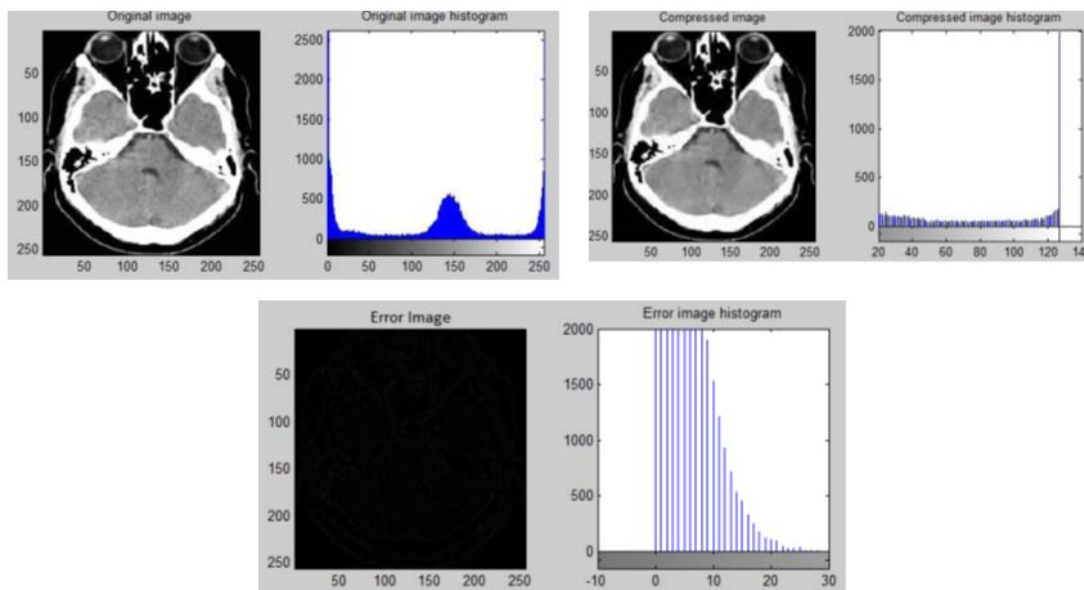 Original image
Original image histogram
Compressed image
Compressed image histogram
50
100
150
200
250
50 100 150 200 250
2500
2000
1500
1000
500
0
0 50 100 150 200 250
50
100
150
200
250
50 100 150 200 250
2000
1500
1000
500
0
20 40 60 80 100 120 140
Error Image
Error image histogram
50
100
150
200
250
50 100 150 200 250
2000
1500
1000
500
0
-10 0 10 20 30